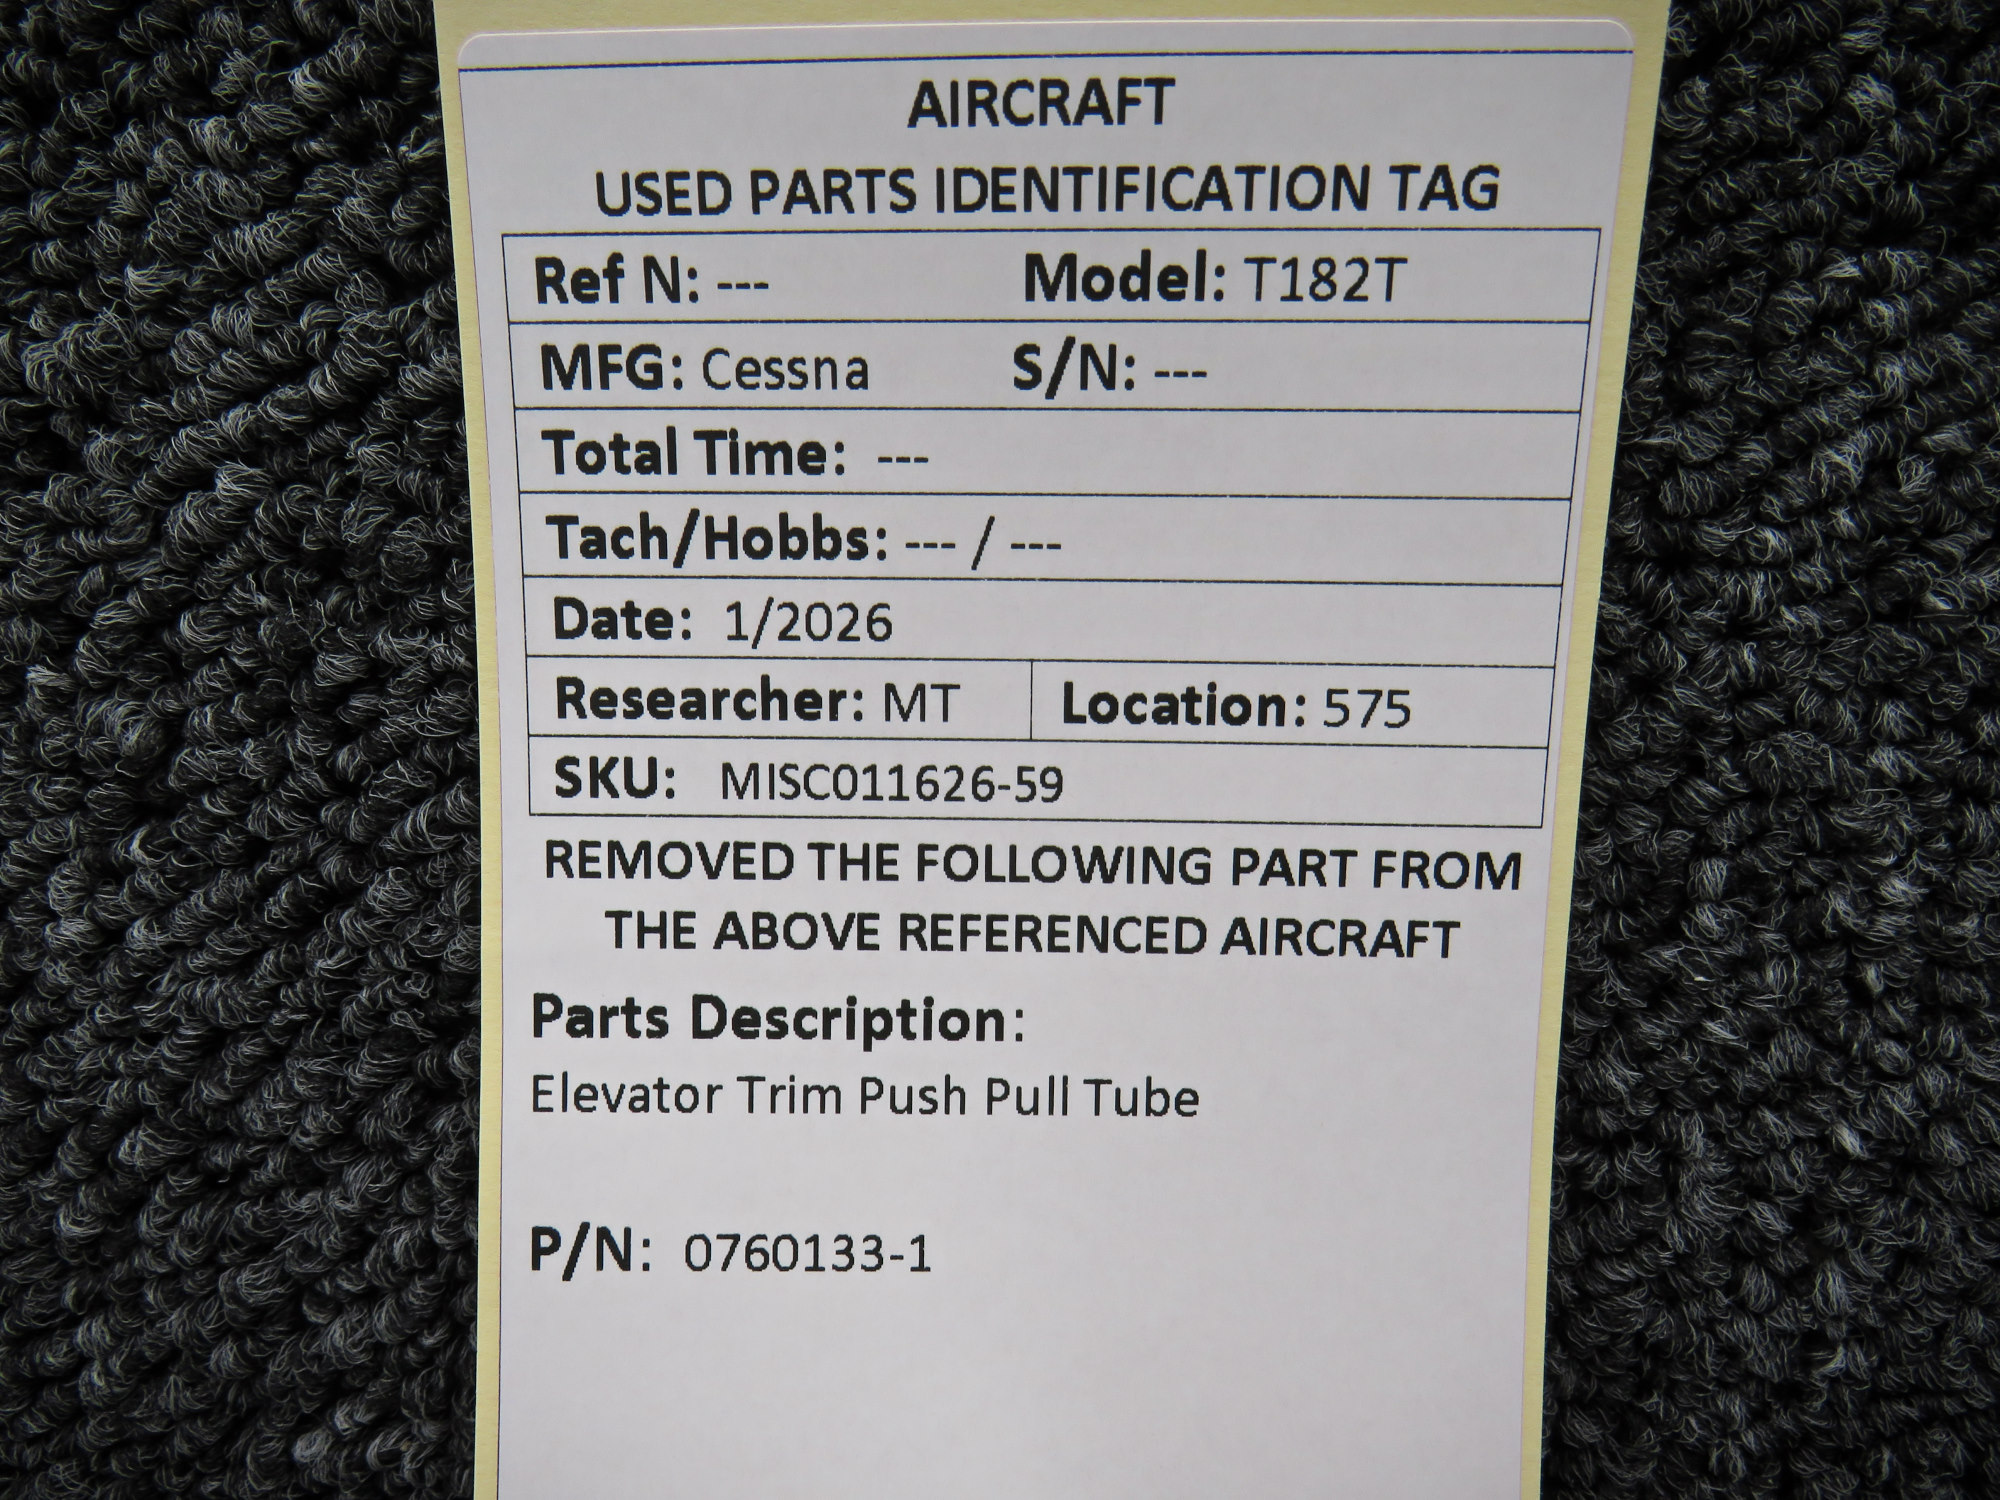 AIRCRAFT
USED PARTS IDENTIFICATION TAG
Ref N: --- Model: T182T
MFG: Cessna S/N: ---
Total Time: ---
Tach/Hobbs: --- / ---
Date: 1/2026
Researcher: MT Location: 575
SKU: MISC011626-59
REMOVED THE FOLLOWING PART FROM
THE ABOVE REFERENCED AIRCRAFT
Parts Description:
Elevator Trim Push Pull Tube
P/N: 0760133-1